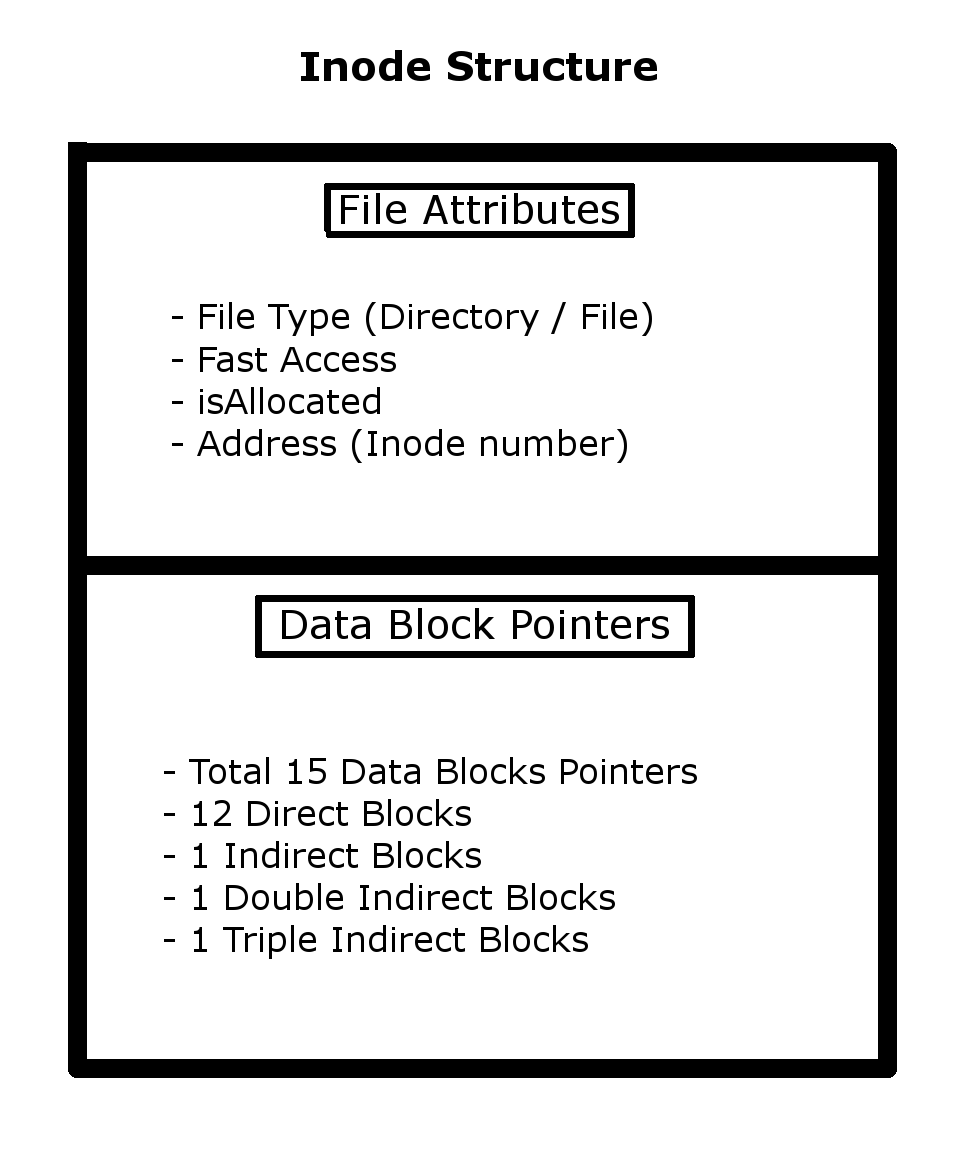 Inode Structure
File Attributes
- File Type (Directory / File)
- Fast Access
- isAllocated
- Address (Inode number)
Data Block Pointers
- Total 15 Data Blocks Pointers
- 12 Direct Blocks
- 1 Indirect Blocks
- 1 Double Indirect Blocks
- 1 Triple Indirect Blocks